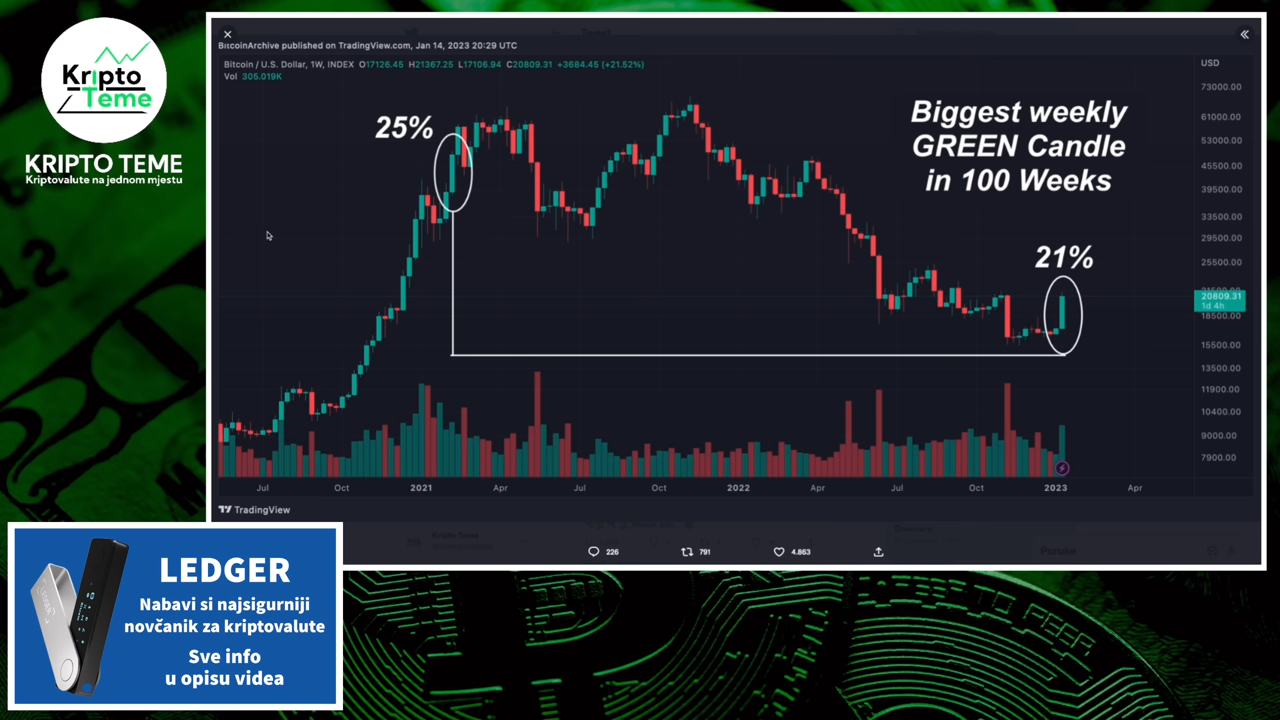 Kripto
Teme
KRIPTO TEME
Kriptovalute na jednom mjestu
BitcoinArchive published on TradingView.com, Jan 14, 2023 20:29 UTC
Bitcoin / U.S. Dollar, 1W, INDEX O17126.45 H21367.25 L17106.94 C20809.31 +3684.45 (+21.52%)
Vol 305.019K
USD
73000.00
61000.00
53000.00
45500.00
39500.00
33500.00
29500.00
25500.00
20809.31
1d 4h
18500.00
15500.00
13500.00
11900.00
10400.00
9000.00
7900.00
25%
Biggest weekly
GREEN Candle
in 100 Weeks
21%
Jul Oct 2021 Apr Jul Oct 2022 Apr Jul Oct 2023 Apr
TradingView
Kripto Teme
Poruke
226 791 4.863
LEDGER
Nabavi si najsigurniji
novčanik za kriptovalute
Sve info
u opisu videa